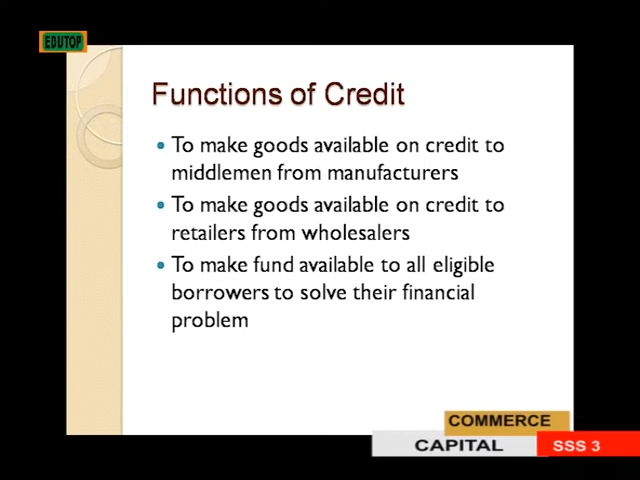 EDUTOP
Functions of Credit
To make goods available on credit to
middlemen from manufacturers
To make goods available on credit to
retailers from wholesalers
To make fund available to all eligible
borrowers to solve their financial
problem
COMMERCE
CAPITAL
SSS 3